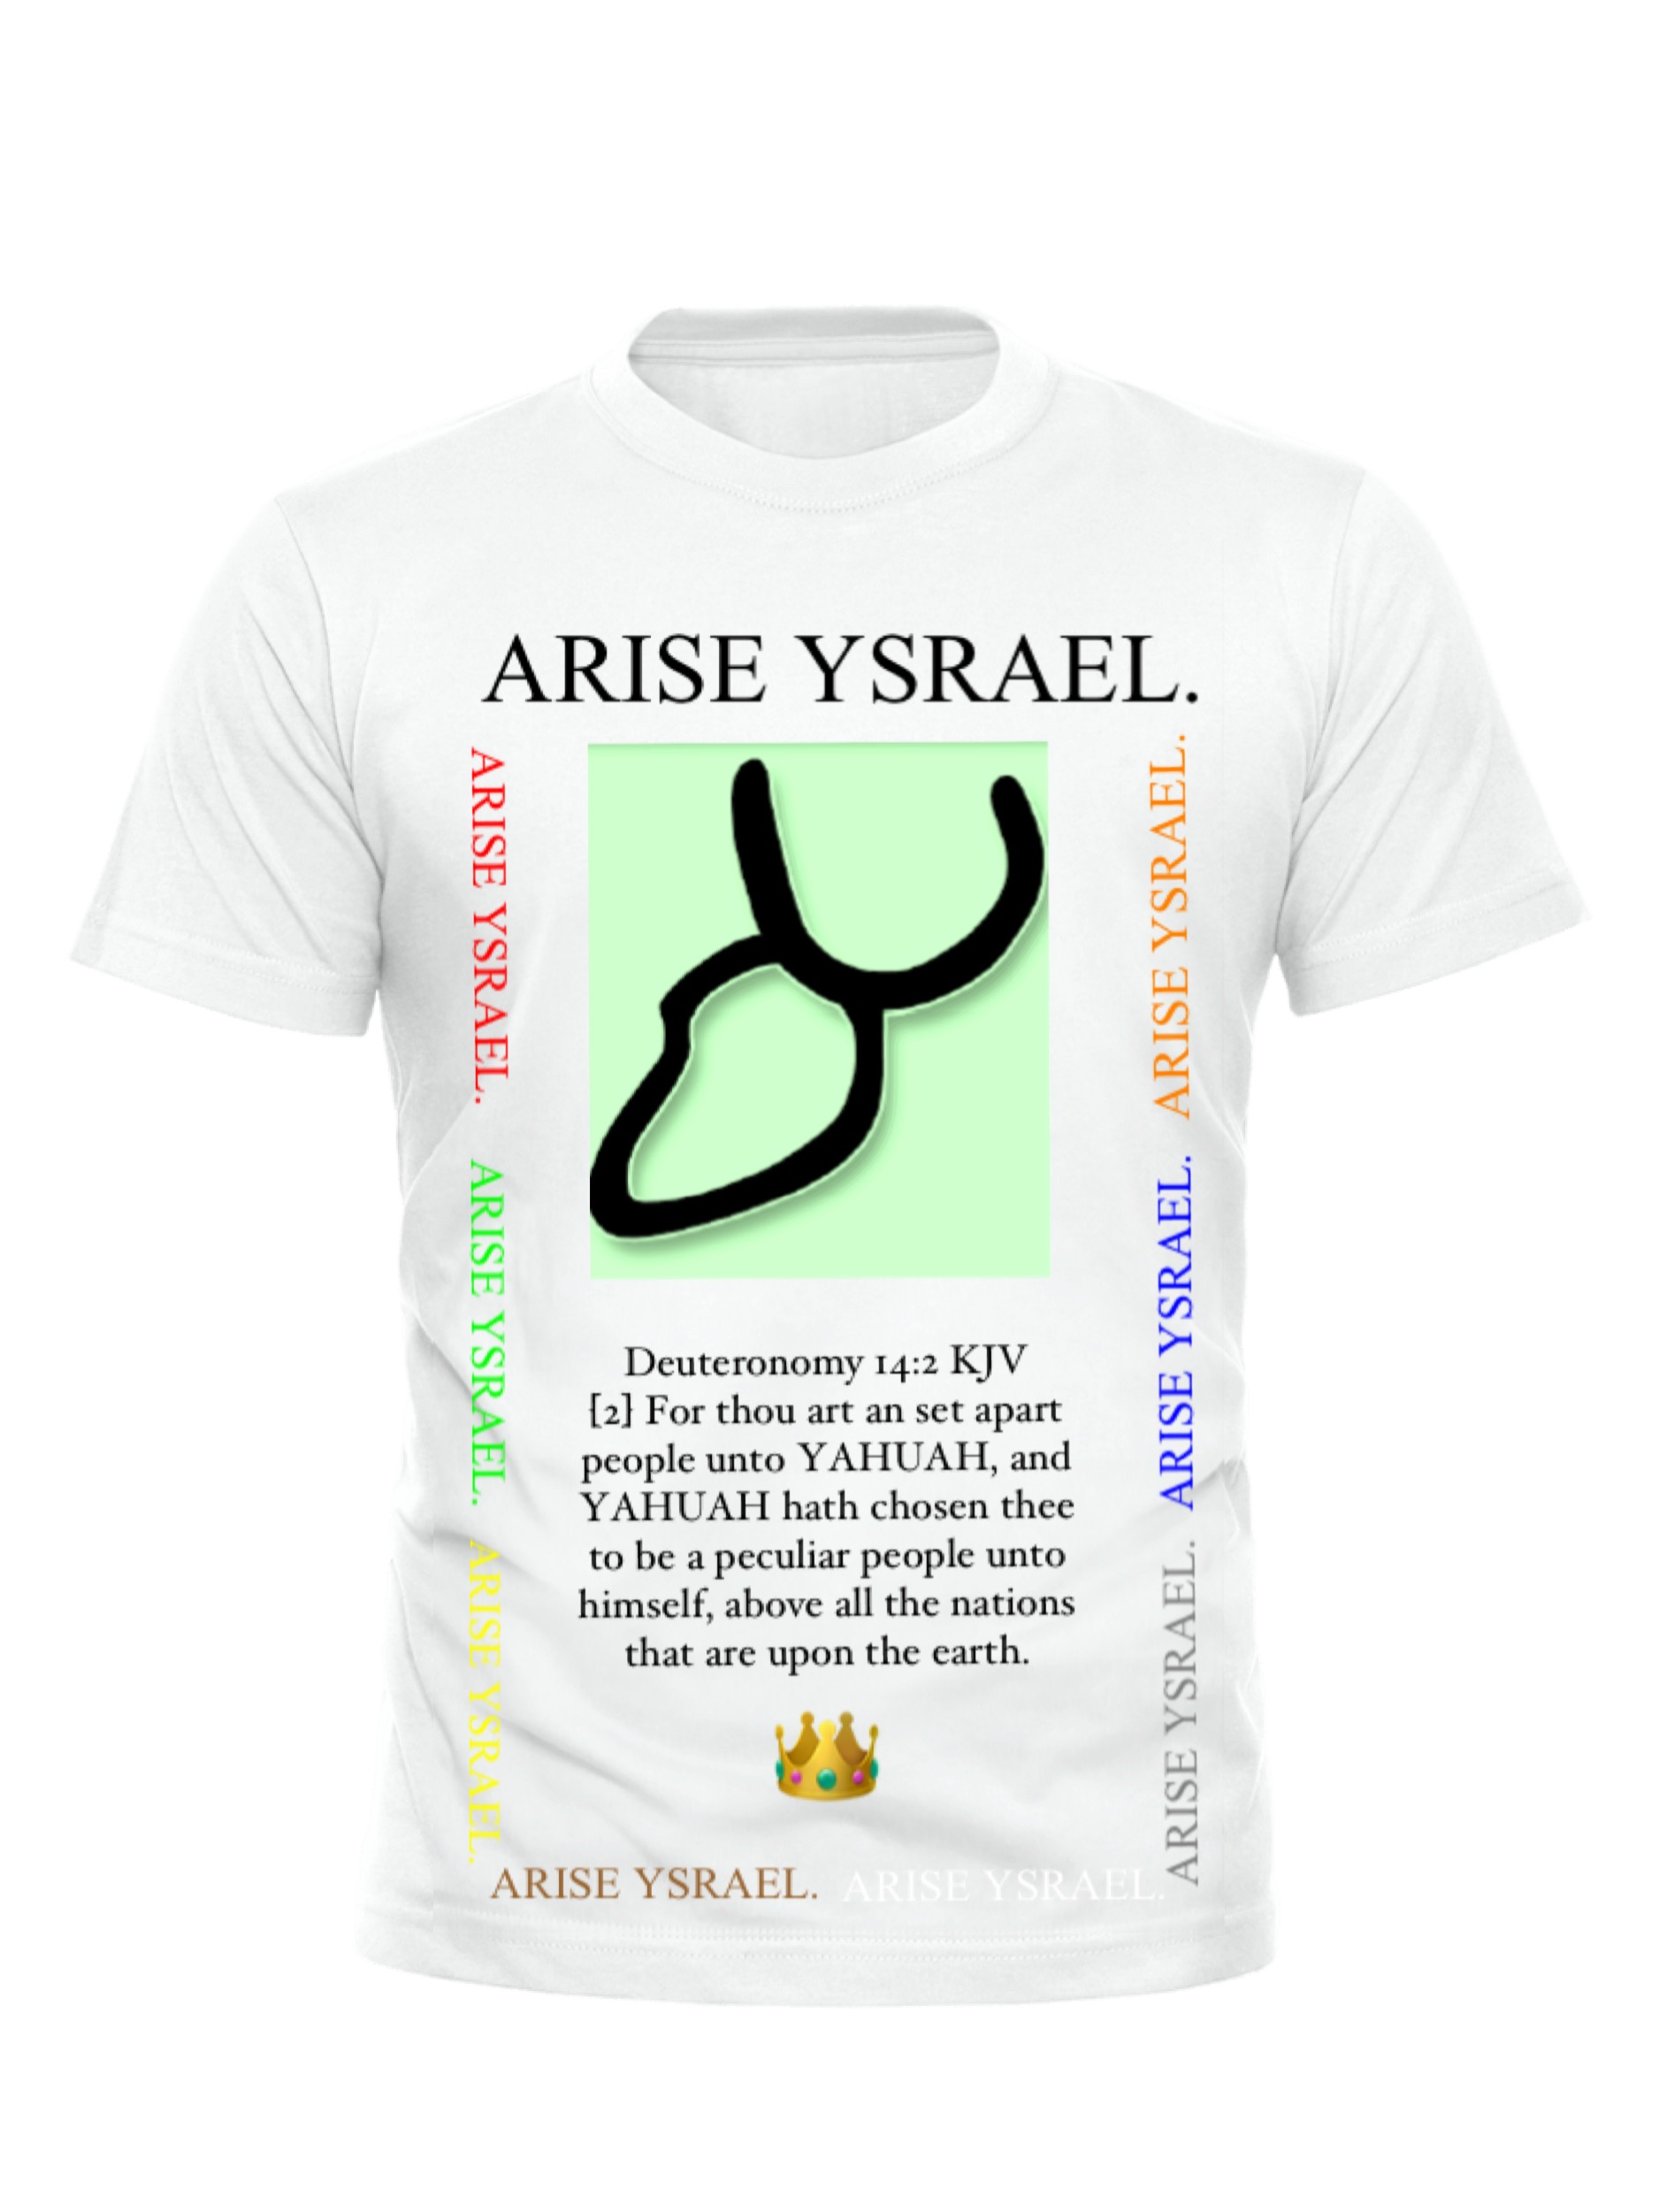 ARISE YSRAEL.
ARISE YSRAEL.
ARISE YSRAEL.
ARISE YSRAEL.
ARISE YSRAEL.
ARISE YSRAEL.
ARISE YSRAEL.
Deuteronomy 14:2 KJV
[2] For thou art an set apart
people unto YAHUAH, and
YAHUAH hath chosen thee
to be a peculiar people unto
himself, above all the nations
that are upon the earth.
ARISE YSRAEL. ARISE YSRAEL.